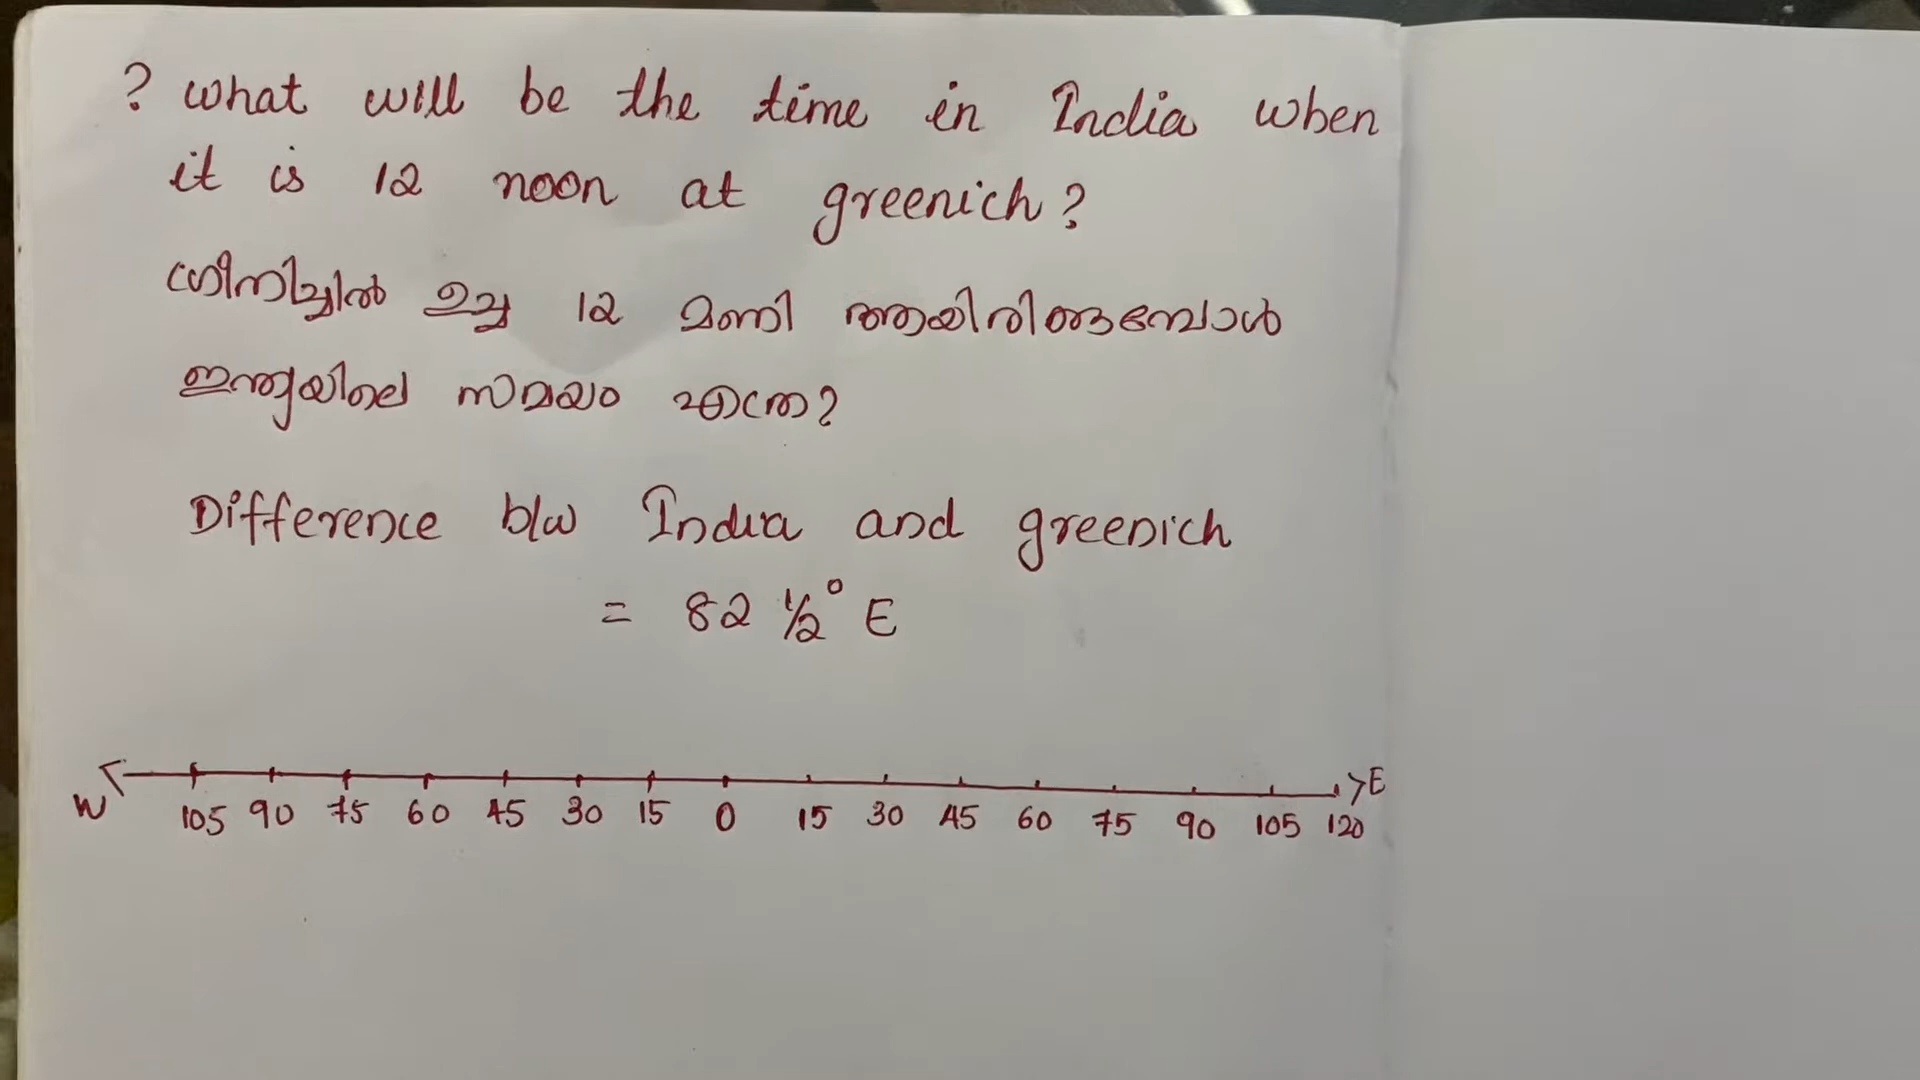 ? What will be the time in India when
it is 12 noon at greenich?
ഗ്രീനിച്ചിൽ ഉച്ച 12 മണി ആയിരിക്കുമ്പോൾ
ഇന്ത്യയിലെ സമയം എത്ര?
Difference b/w India and greenich
= 82 ½° E
W 105 90 75 60 45 30 15 0 15 30 45 60 75 90 105 120 E